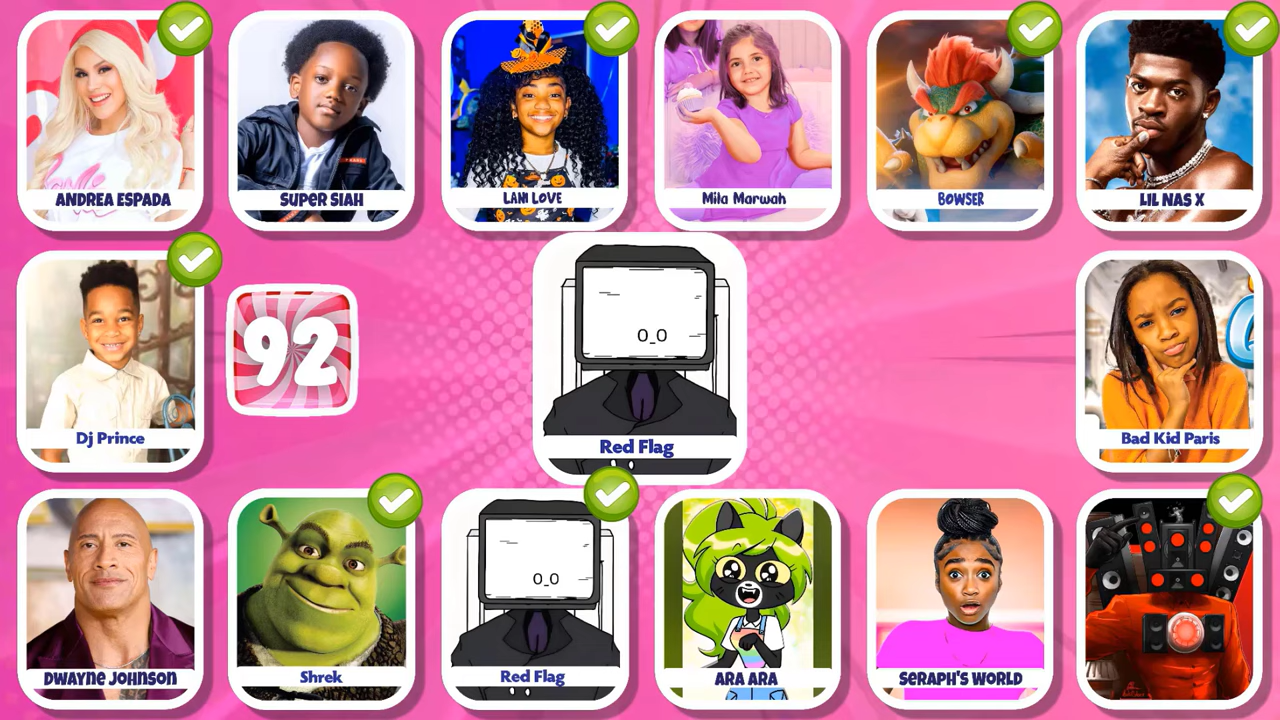 ANDREA ESPADA
SUPER SIAH
LANI LOVE
Mila Marwah
BOWSER
LIL NAS X
Dj Prince
92
0_0
Red Flag
Bad Kid Paris
DWAYNE JOHNSON
Shrek
0_0
Red Flag
ARA ARA
SERAPH'S WORLD